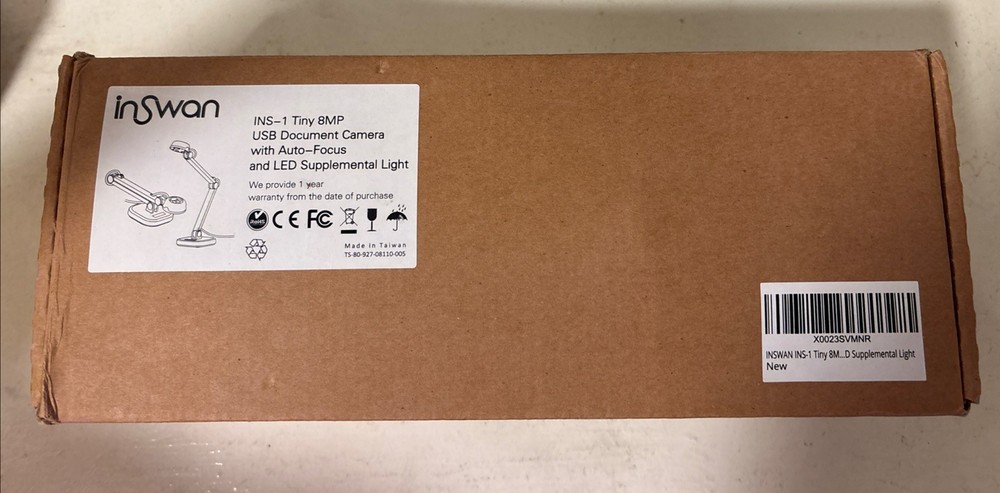 inSwan
INS-1 Tiny 8MP
USB Document Camera
with Auto-Focus
and LED Supplemental Light
We provide 1 year
warranty from the date of purchase
RoHS CE FC
Made in Taiwan
TS-80-927-08110-005
X0023SVMNR
INSWAN INS-1 Tiny 8M...D Supplemental Light
New